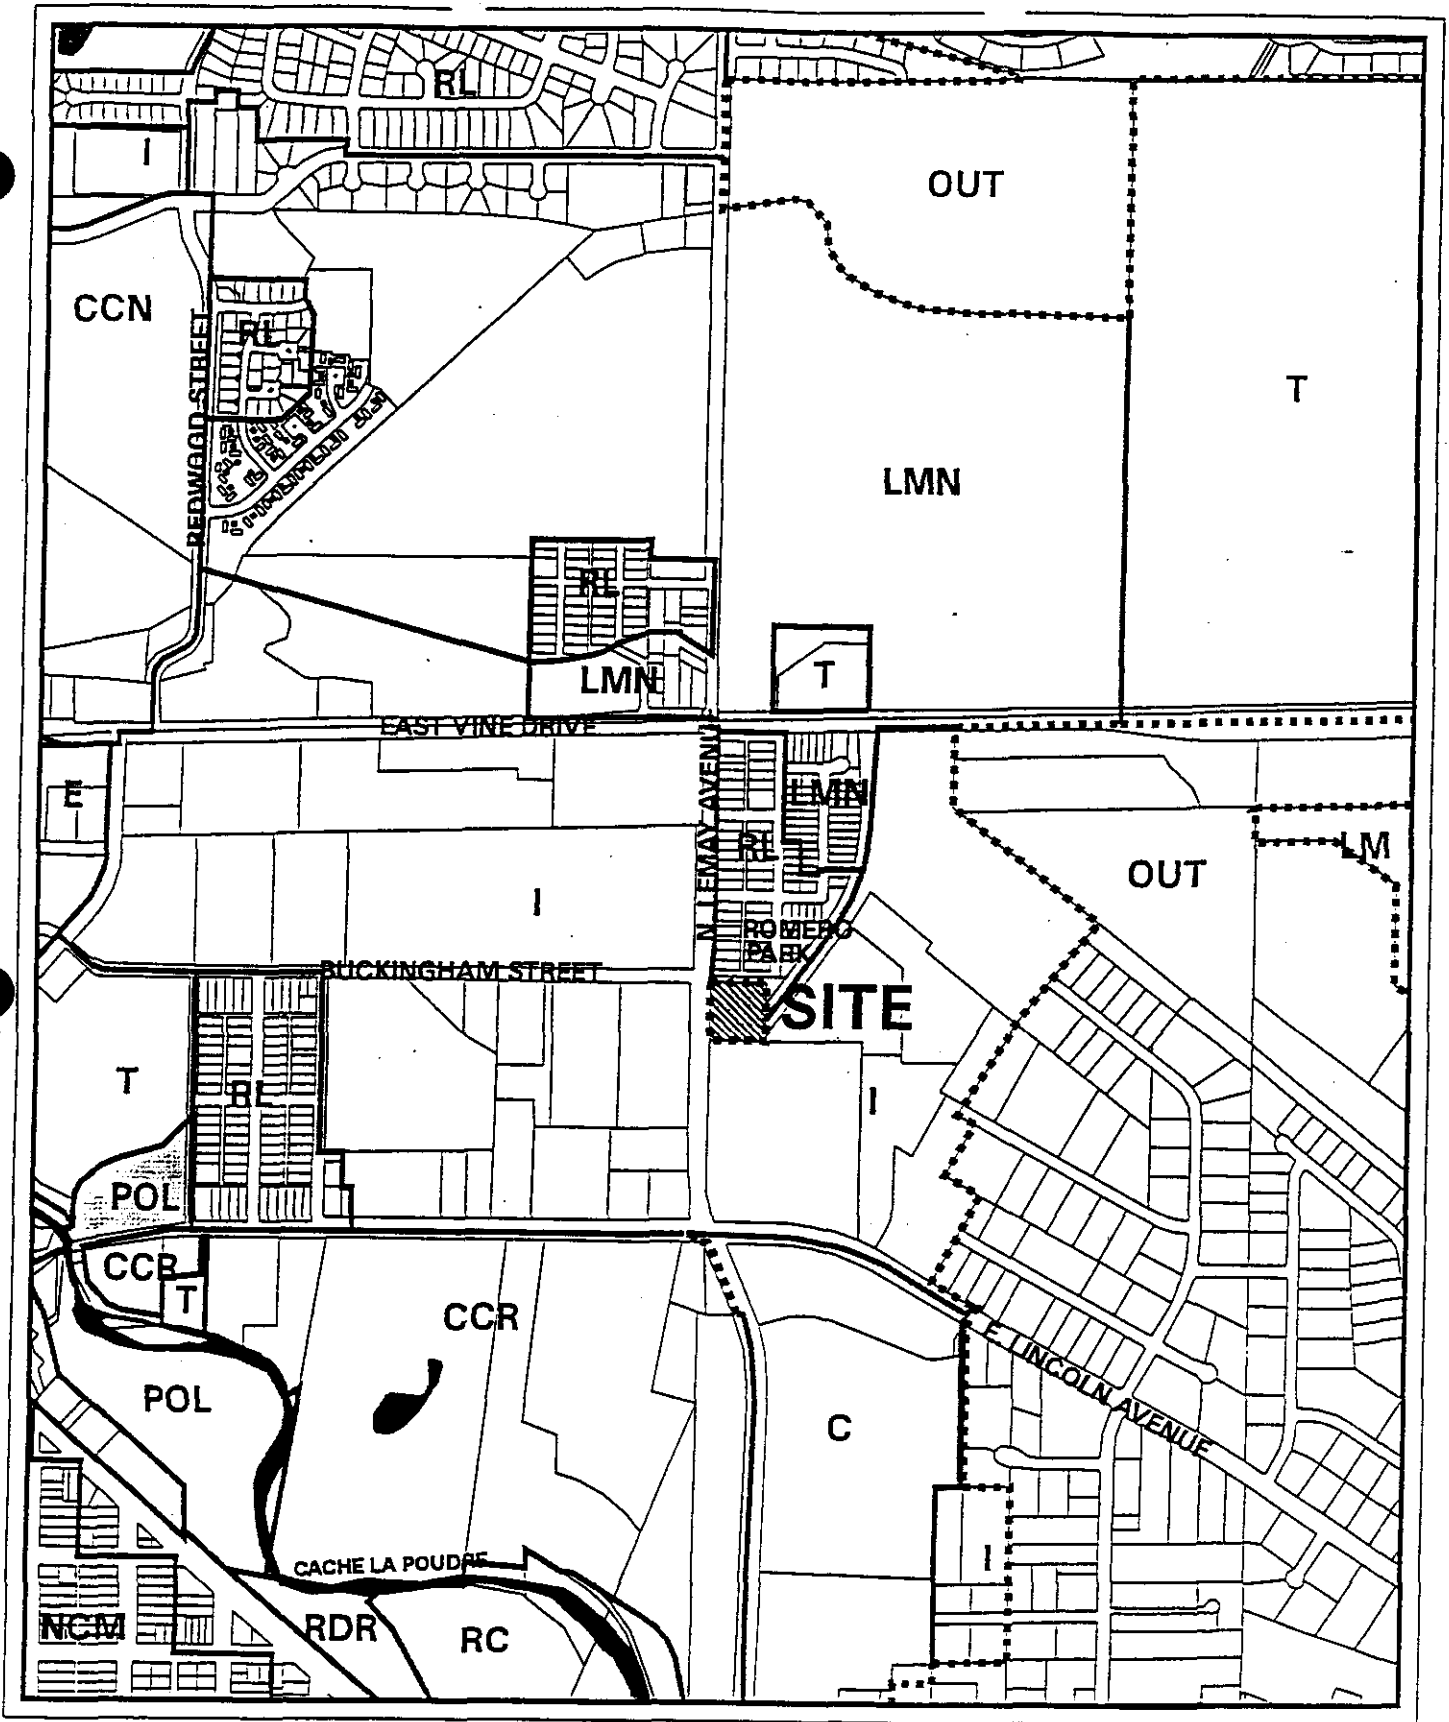 RL
I
OUT
CCN
RL
REDWOOD STREET
T
LMN
RL
LMN
T
EAST VINE DRIVE
E
N LEMAY AVENU
LMN
RL
LM
OUT
I
ROMERO
PARK
BUCKINGHAM STREET
SITE
T
RL
I
POL
CCR
T
CCR
E. LINCOLN AVENUE
POL
C
I
CACHE LA POUDRE
NCM
RDR
RC